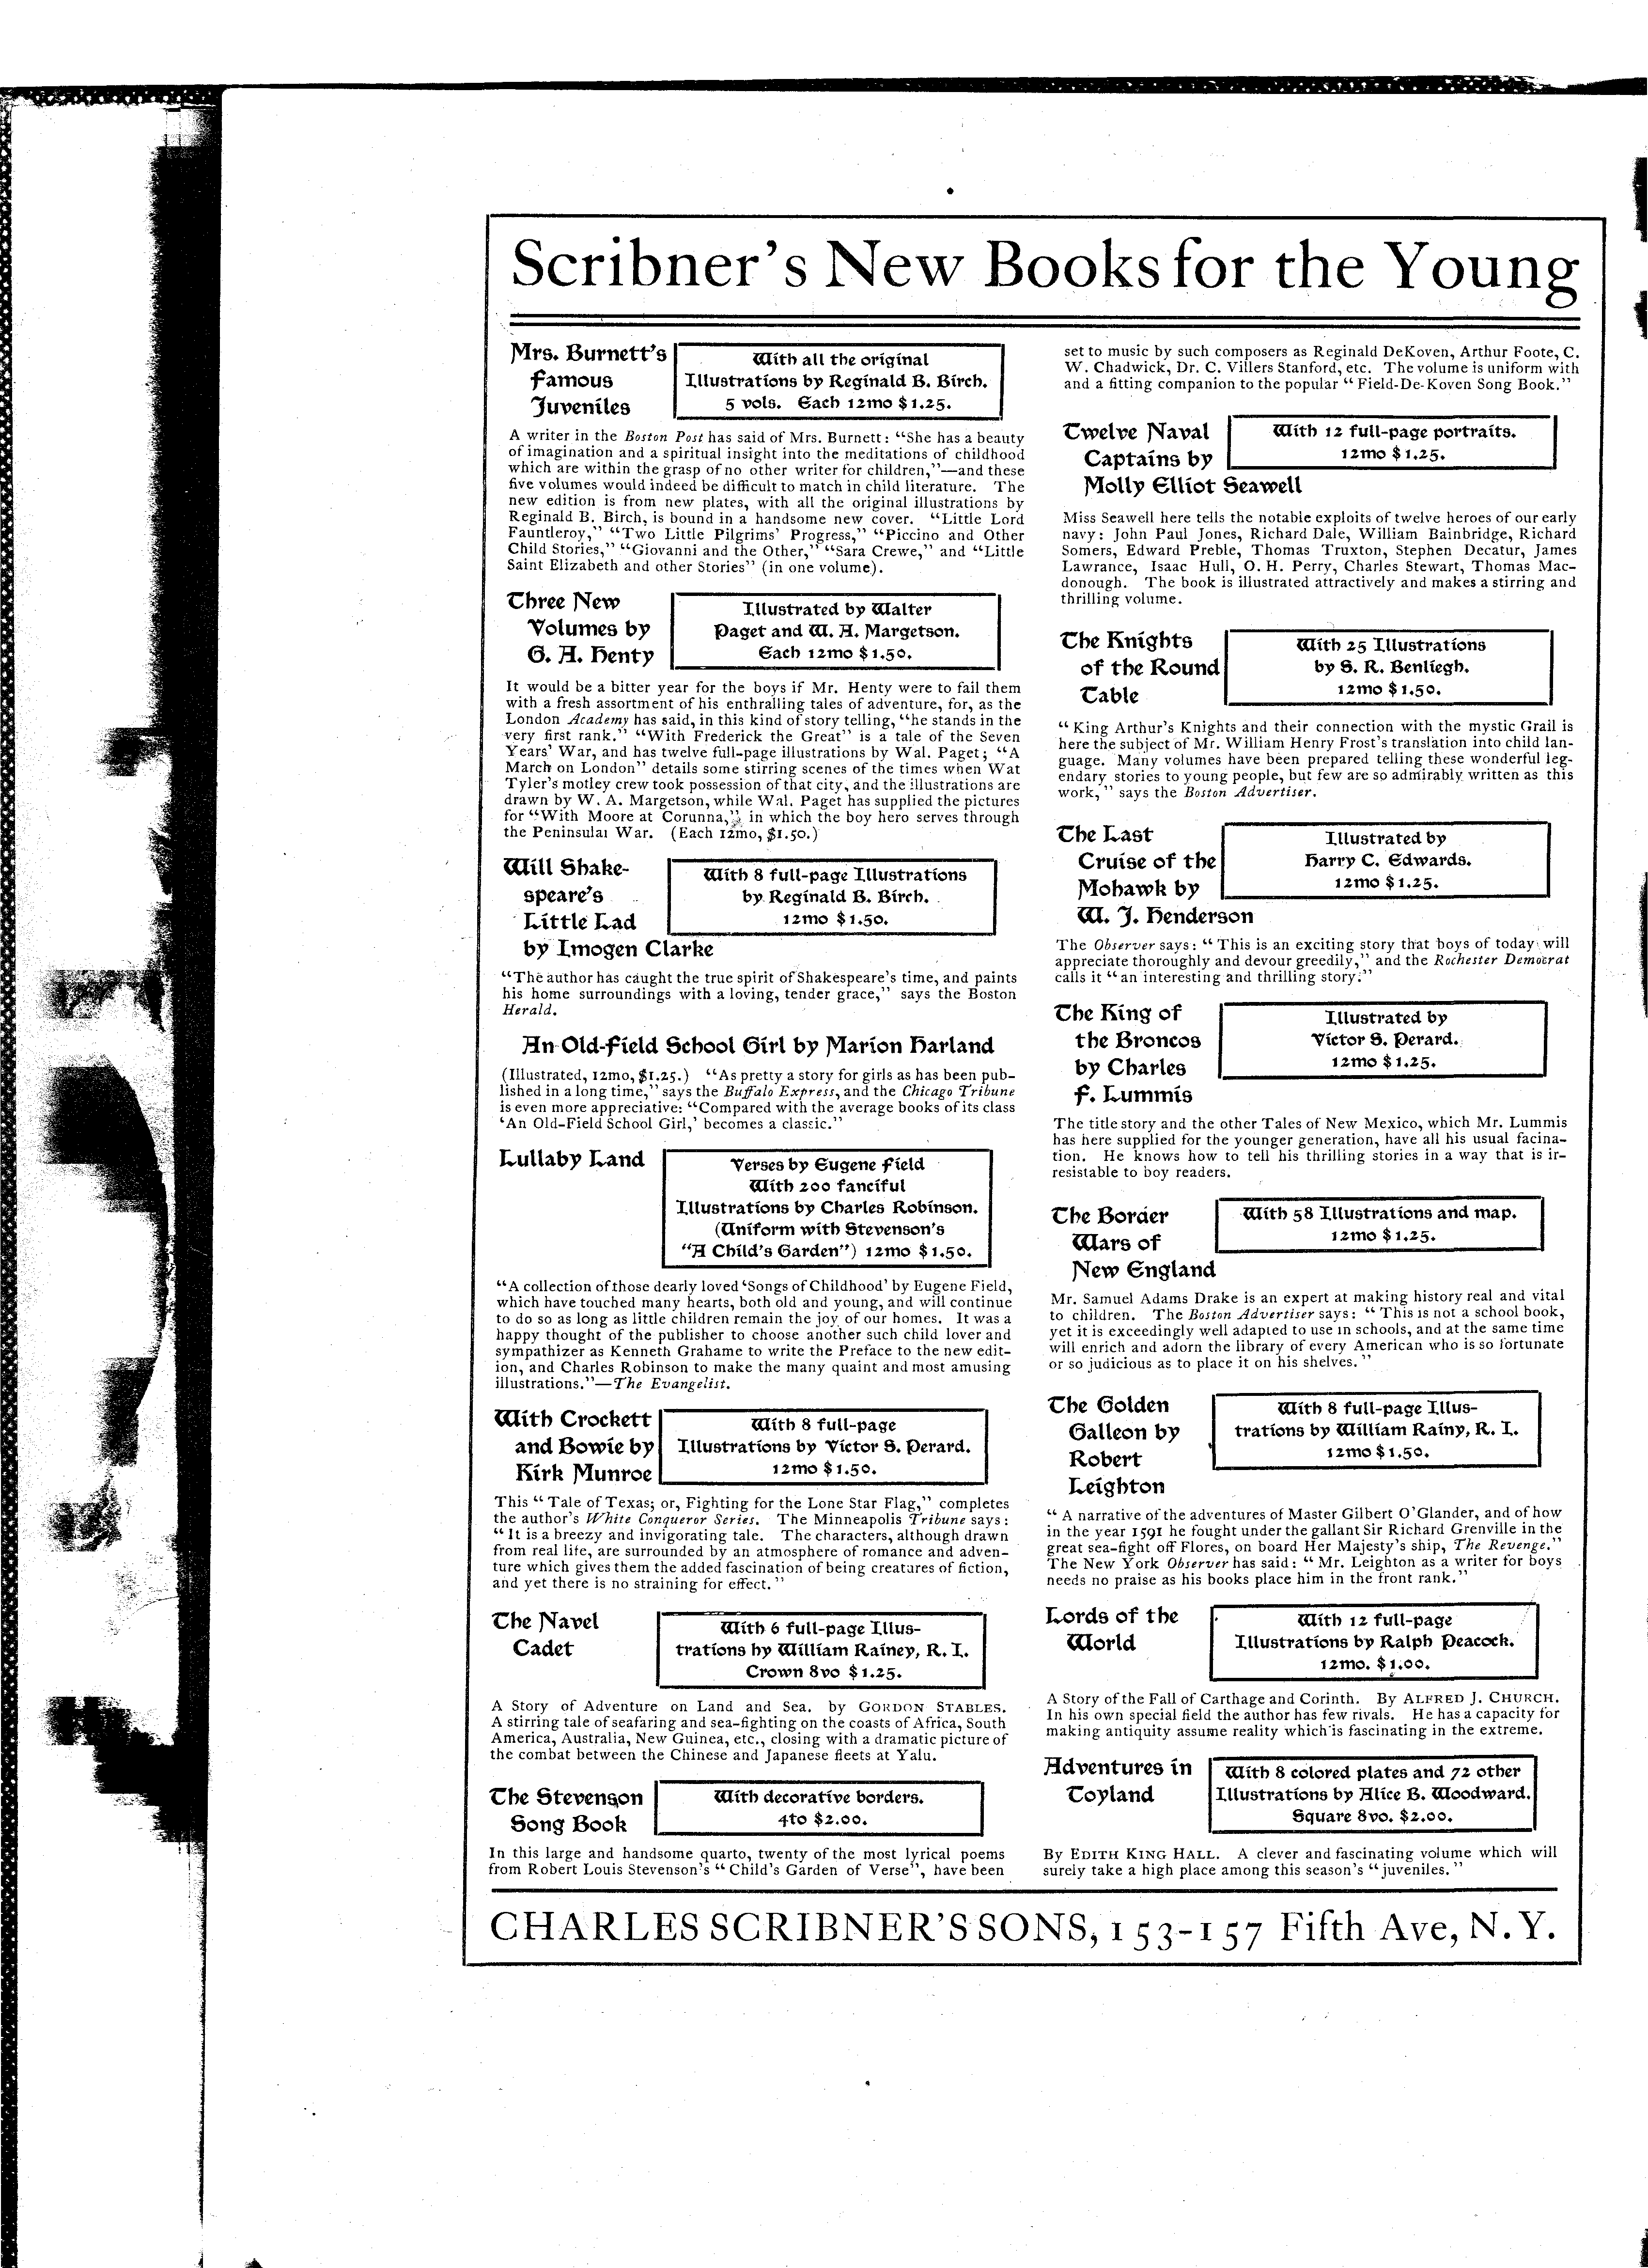 Scribner's New Books for the Young
Mrs. Burnett's
Famous
Juveniles
With all the original
Illustrations by Reginald B. Birch.
5 vols. Each 12mo $1.25.
A writer in the Boston Post has said of Mrs. Burnett: “She has a beauty
of imagination and a spiritual insight into the meditations of childhood
which are within the grasp of no other writer for children,”—and these
five volumes would indeed be difficult to match in child literature. The
new edition is from new plates, with all the original illustrations by
Reginald B. Birch, is bound in a handsome new cover. “Little Lord
Fauntleroy,” “Two Little Pilgrims' Progress,” “Piccino and Other
Child Stories,” “Giovanni and the Other,” “Sara Crewe,” and “Little
Saint Elizabeth and other Stories” (in one volume).
Three New
Volumes by
G. A. Henty
Illustrated by Walter
Paget and W. A. Margetson.
Each 12mo $1.50.
It would be a bitter year for the boys if Mr. Henty were to fail them
with a fresh assortment of his enthralling tales of adventure, for, as the
London Academy has said, in this kind of story telling, “he stands in the
very first rank.” “With Frederick the Great” is a tale of the Seven
Years' War, and has twelve full-page illustrations by Wal. Paget; “A
March on London” details some stirring scenes of the times when Wat
Tyler's motley crew took possession of that city, and the illustrations are
drawn by W. A. Margetson, while Wal. Paget has supplied the pictures
for “With Moore at Corunna,” in which the boy hero serves through
the Peninsular War. (Each 12mo, $1.50.)
Will Shake-
speare's
Little Lad
by Imogen Clarke
With 8 full-page Illustrations
by Reginald B. Birch.
12mo $1.50.
“The author has caught the true spirit of Shakespeare's time, and paints
his home surroundings with a loving, tender grace,” says the Boston
Herald.
An Old-Field School Girl by Marion Harland
(Illustrated, 12mo, $1.25.) “As pretty a story for girls as has been pub-
lished in a long time,” says the Buffalo Express, and the Chicago Tribune
is even more appreciative: “Compared with the average books of its class
‘An Old-Field School Girl,’ becomes a classic.”
Lullaby Land
Verses by Eugene Field
With 200 fanciful
Illustrations by Charles Robinson.
(Uniform with Stevenson's
“A Child's Garden”) 12mo $1.50.
“A collection of those dearly loved ‘Songs of Childhood’ by Eugene Field,
which have touched many hearts, both old and young, and will continue
to do so as long as little children remain the joy of our homes. It was a
happy thought of the publisher to choose another such child lover and
sympathizer as Kenneth Grahame to write the Preface to the new edit-
ion, and Charles Robinson to make the many quaint and most amusing
illustrations.”—The Evangelist.
With Crockett
and Bowie by
Kirk Munroe
With 8 full-page
Illustrations by Victor S. Perard.
12mo $1.50.
This “ Tale of Texas; or, Fighting for the Lone Star Flag,” completes
the author's White Conqueror Series. The Minneapolis Tribune says:
“ It is a breezy and invigorating tale. The characters, although drawn
from real life, are surrounded by an atmosphere of romance and adven-
ture which gives them the added fascination of being creatures of fiction,
and yet there is no straining for effect.”
The Navel
Cadet
With 6 full-page Illus-
trations by William Rainey, R. I.
Crown 8vo $1.25.
A Story of Adventure on Land and Sea. by GORDON STABLES.
A stirring tale of seafaring and sea-fighting on the coasts of Africa, South
America, Australia, New Guinea, etc., closing with a dramatic picture of
the combat between the Chinese and Japanese fleets at Yalu.
The Stevenson
Song Book
With decorative borders.
4to $2.00.
In this large and handsome quarto, twenty of the most lyrical poems
from Robert Louis Stevenson's “ Child's Garden of Verse”, have been
set to music by such composers as Reginald DeKoven, Arthur Foote, C.
W. Chadwick, Dr. C. Villers Stanford, etc. The volume is uniform with
and a fitting companion to the popular “ Field-De-Koven Song Book.”
Twelve Naval
Captains by
Molly Elliot Seawell
With 12 full-page portraits.
12mo $1.25.
Miss Seawell here tells the notable exploits of twelve heroes of our early
navy: John Paul Jones, Richard Dale, William Bainbridge, Richard
Somers, Edward Preble, Thomas Truxton, Stephen Decatur, James
Lawrance, Isaac Hull, O. H. Perry, Charles Stewart, Thomas Mac-
donough. The book is illustrated attractively and makes a stirring and
thrilling volume.
The Knights
of the Round
Table
With 25 Illustrations
by S. R. Benliegh.
12mo $1.50.
“ King Arthur's Knights and their connection with the mystic Grail is
here the subject of Mr. William Henry Frost's translation into child lan-
guage. Many volumes have been prepared telling these wonderful leg-
endary stories to young people, but few are so admirably written as this
work,” says the Boston Advertiser.
The Last
Cruise of the
Mohawk by
W. J. Henderson
Illustrated by
Harry C. Edwards.
12mo $1.25.
The Observer says: “ This is an exciting story that boys of today will
appreciate thoroughly and devour greedily,” and the Rochester Democrat
calls it “ an interesting and thrilling story.”
The King of
the Broncos
by Charles
F. Lummis
Illustrated by
Victor S. Perard.
12mo $1.25.
The title story and the other Tales of New Mexico, which Mr. Lummis
has here supplied for the younger generation, have all his usual facina-
tion. He knows how to tell his thrilling stories in a way that is ir-
resistable to boy readers.
The Border
Wars of
New England
With 58 Illustrations and map.
12mo $1.25.
Mr. Samuel Adams Drake is an expert at making history real and vital
to children. The Boston Advertiser says: “ This is not a school book,
yet it is exceedingly well adapted to use in schools, and at the same time
will enrich and adorn the library of every American who is so fortunate
or so judicious as to place it on his shelves.”
The Golden
Galleon by
Robert
Leighton
With 8 full-page Illus-
trations by William Rainy, R. I.
12mo $1.50.
“ A narrative of the adventures of Master Gilbert O'Glander, and of how
in the year 1591 he fought under the gallant Sir Richard Grenville in the
great sea-fight off Flores, on board Her Majesty's ship, The Revenge.”
The New York Observer has said: “ Mr. Leighton as a writer for boys
needs no praise as his books place him in the front rank.”
Lords of the
World
With 12 full-page
Illustrations by Ralph Peacock.
12mo. $1.00.
A Story of the Fall of Carthage and Corinth. By ALFRED J. CHURCH.
In his own special field the author has few rivals. He has a capacity for
making antiquity assume reality which is fascinating in the extreme.
Adventures in
Toyland
With 8 colored plates and 72 other
Illustrations by Alice B. Woodward.
Square 8vo. $2.00.
By EDITH KING HALL. A clever and fascinating volume which will
surely take a high place among this season's “ juveniles.”
CHARLES SCRIBNER'S SONS, 153-157 Fifth Ave, N. Y.